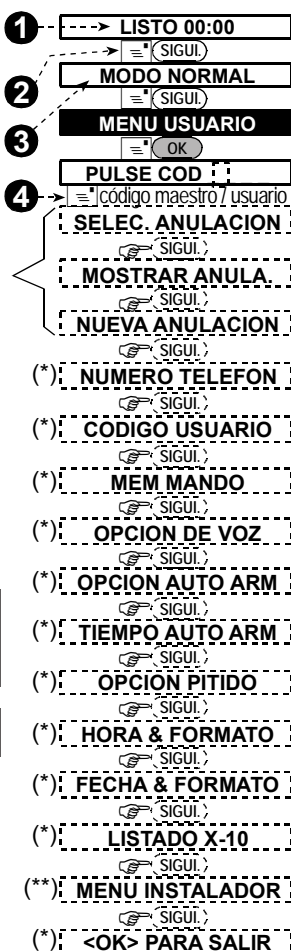 1 LISTO 00:00
2 SIGUI.
3 MODO NORMAL
SIGUI.
MENU USUARIO
OK
PULSE COD
4 código maestro / usuario
SELEC. ANULACION
SIGUI.
MOSTRAR ANULA.
SIGUI.
NUEVA ANULACION
SIGUI.
(*) NUMERO TELEFON
SIGUI.
(*) CODIGO USUARIO
SIGUI.
(*) MEM MANDO
SIGUI.
(*) OPCION DE VOZ
SIGUI.
(*) OPCION AUTO ARM
SIGUI.
(*) TIEMPO AUTO ARM
SIGUI.
(*) OPCION PITIDO
SIGUI.
(*) HORA & FORMATO
SIGUI.
(*) FECHA & FORMATO
SIGUI.
(*) LISTADO X-10
SIGUI.
(**) MENU INSTALADOR
SIGUI.
(*) <OK> PARA SALIR